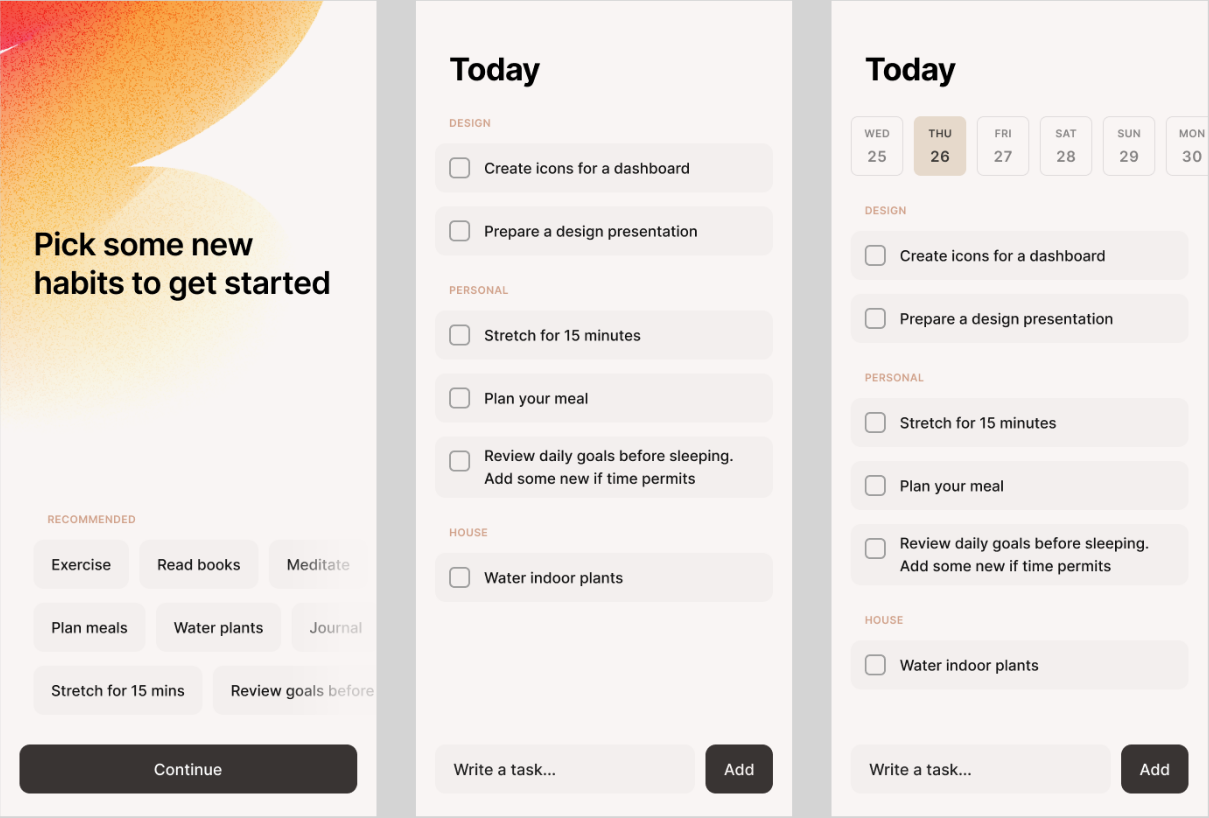 Pick some new
habits to get started
RECOMMENDED
Exercise
Read books
Meditate
Plan meals
Water plants
Journal
Stretch for 15 mins
Review goals before
Continue
Today
DESIGN
Create icons for a dashboard
Prepare a design presentation
PERSONAL
Stretch for 15 minutes
Plan your meal
Review daily goals before sleeping.
Add some new if time permits
HOUSE
Water indoor plants
Write a task...
Add
Today
WED THU FRI SAT SUN MON
25 26 27 28 29 30
DESIGN
Create icons for a dashboard
Prepare a design presentation
PERSONAL
Stretch for 15 minutes
Plan your meal
Review daily goals before sleeping.
Add some new if time permits
HOUSE
Water indoor plants
Write a task...
Add